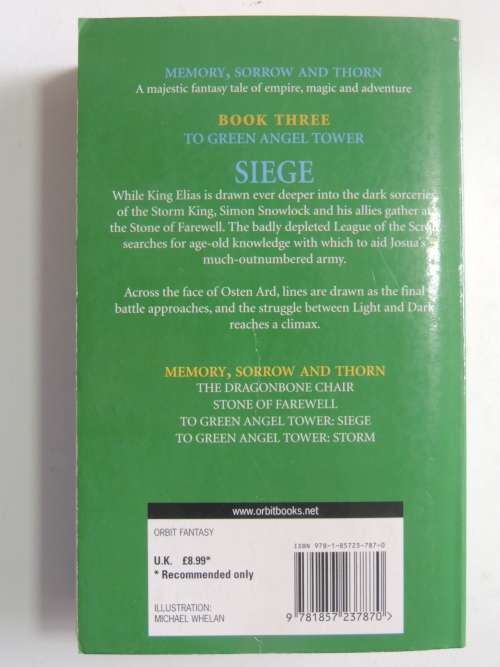 MEMORY, SORROW AND THORN
A majestic fantasy tale of empire, magic and adventure
BOOK THREE
TO GREEN ANGEL TOWER
SIEGE
While King Elias is drawn ever deeper into the dark sorceries
of the Storm King, Simon Snowlock and his allies gather at
the Stone of Farewell. The badly depleted League of the Scroll
searches for age-old knowledge with which to aid Josua's
much-outnumbered army.
Across the face of Osten Ard, lines are drawn as the final
battle approaches, and the struggle between Light and Dark
reaches a climax.
MEMORY, SORROW AND THORN
THE DRAGONBONE CHAIR
STONE OF FAREWELL
TO GREEN ANGEL TOWER: SIEGE
TO GREEN ANGEL TOWER: STORM
www.orbitbooks.net
ORBIT FANTASY
ISBN 978-1-85723-787-0
U.K. £8.99*
* Recommended only
ILLUSTRATION:
MICHAEL WHELAN
9 781857 237870 >